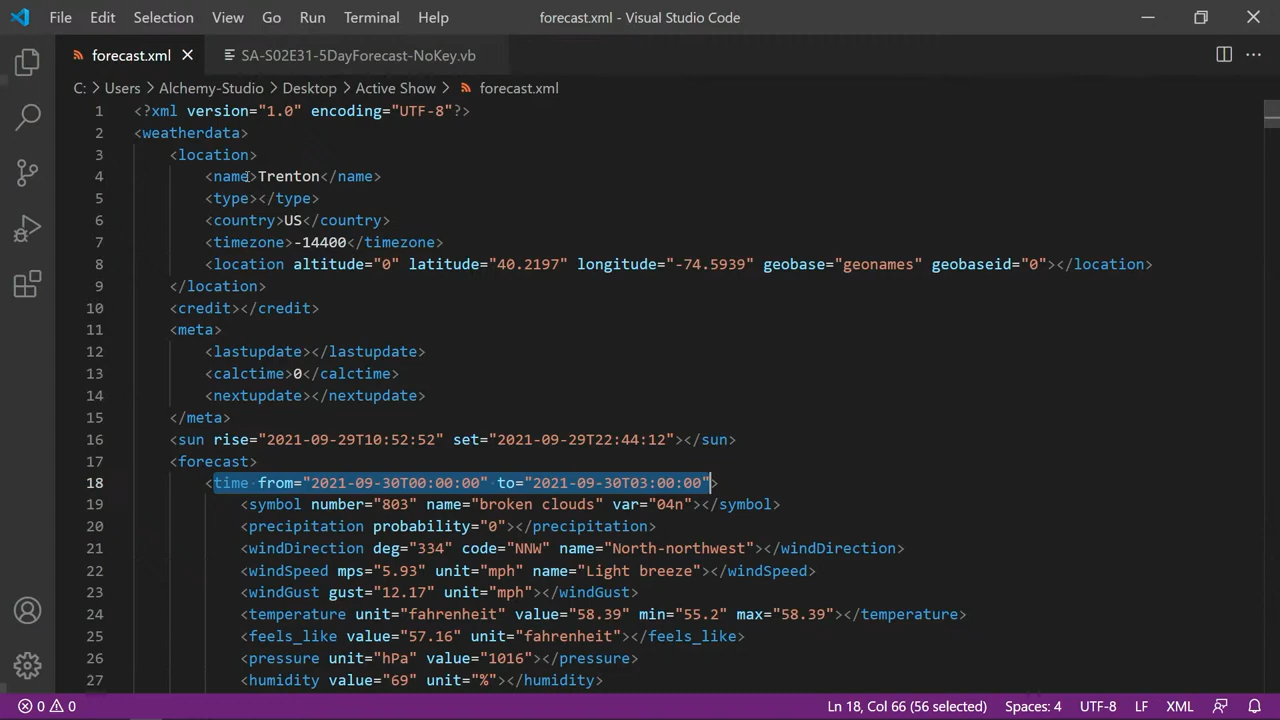 File Edit Selection View Go Run Terminal Help forecast.xml - Visual Studio Code
forecast.xml SA-S02E31-5DayForecast-NoKey.vb
C: > Users > Alchemy-Studio > Desktop > Active Show > forecast.xml
1 <?xml version="1.0" encoding="UTF-8"?>
2 <weatherdata>
3 <location>
4 <name>Trenton</name>
5 <type></type>
6 <country>US</country>
7 <timezone>-14400</timezone>
8 <location altitude="0" latitude="40.2197" longitude="-74.5939" geobase="geonames" geobaseid="0"></location>
9 </location>
10 <credit></credit>
11 <meta>
12 <lastupdate></lastupdate>
13 <calctime>0</calctime>
14 <nextupdate></nextupdate>
15 </meta>
16 <sun rise="2021-09-29T10:52:52" set="2021-09-29T22:44:12"></sun>
17 <forecast>
18 <time from="2021-09-30T00:00:00" to="2021-09-30T03:00:00">
19 <symbol number="803" name="broken clouds" var="04n"></symbol>
20 <precipitation probability="0"></precipitation>
21 <windDirection deg="334" code="NNW" name="North-northwest"></windDirection>
22 <windSpeed mps="5.93" unit="mph" name="Light breeze"></windSpeed>
23 <windGust gust="12.17" unit="mph"></windGust>
24 <temperature unit="fahrenheit" value="58.39" min="55.2" max="58.39"></temperature>
25 <feels_like value="57.16" unit="fahrenheit"></feels_like>
26 <pressure unit="hPa" value="1016"></pressure>
27 <humidity value="69" unit="%"></humidity>
0 0 Ln 18, Col 66 (56 selected) Spaces: 4 UTF-8 LF XML